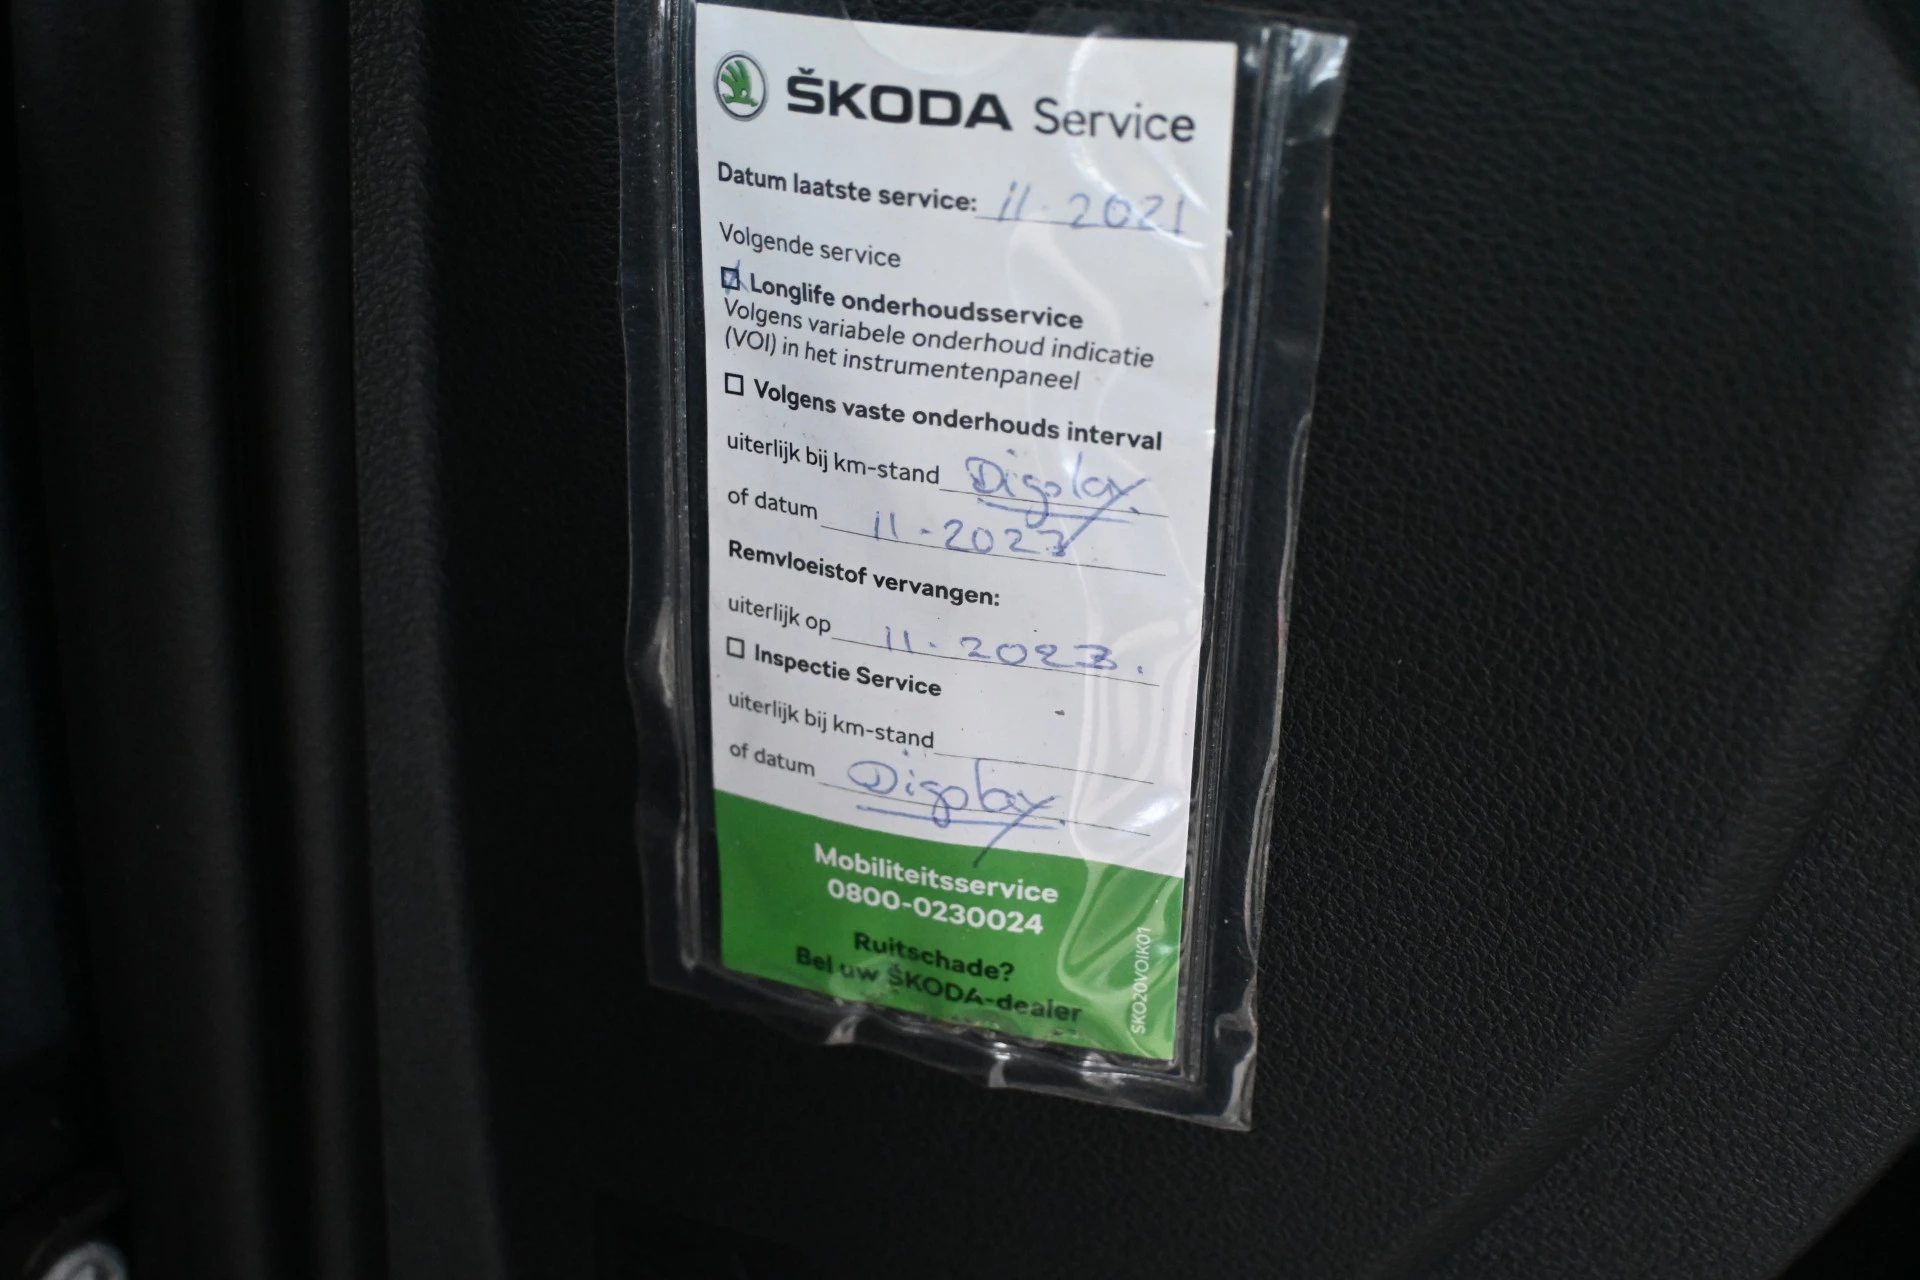 ŠKODA Service
Datum laatste service: 11-2021
Volgende service
Longlife onderhoudsservice
Volgens variabele onderhoud indicatie
(VOI) in het instrumentenpaneel
Volgens vaste onderhouds interval
uiterlijk bij km-stand Display
of datum 11-2023
Remvloeistof vervangen:
uiterlijk op 11.2023.
Inspectie Service
uiterlijk bij km-stand
of datum Display
Mobiliteitsservice
0800-0230024
Ruitschade?
Bel uw ŠKODA-dealer
SKO20VOIK01